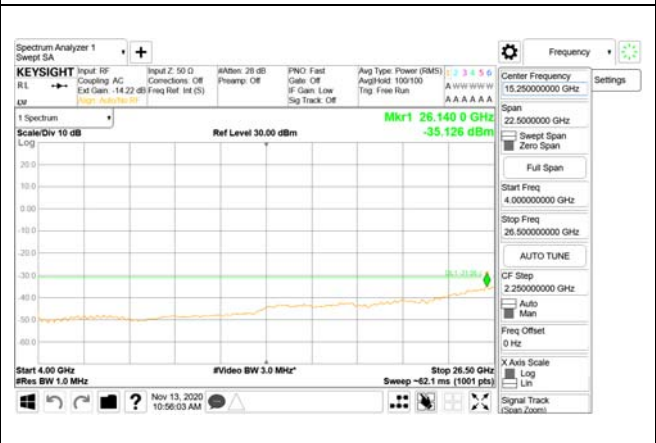 Spectrum Analyzer 1
Swept SA
Frequency
KEYSIGHT
RL
Input: RF
Coupling: AC
Ext Gain: -14.22 dB
Align: Auto/No RF
Input Z: 50 Ω
Corrections: Off
Freq Ref: Int (S)
#Atten: 28 dB
Preamp: Off
PNO: Fast
Gate: Off
IF Gain: Low
Sig Track: Off
Avg Type: Power (RMS)
Avg|Hold: 100/100
Trig: Free Run
1 2 3 4 5 6
A W W W W W
A A A A A A
Center Frequency
15.250000000 GHz
Settings
Span
22.5000000 GHz
Swept Span
Zero Span
Full Span
Start Freq
4.000000000 GHz
Stop Freq
26.500000000 GHz
AUTO TUNE
CF Step
2.250000000 GHz
Auto
Man
Freq Offset
0 Hz
X Axis Scale
Log
Lin
Signal Track
(Span Zoom)
1 Spectrum
Scale/Div 10 dB
Ref Level 30.00 dBm
Mkr1 26.140 0 GHz
-35.126 dBm
Log
20.0
10.0
0.00
-10.0
-20.0
-30.0
-40.0
-50.0
-60.0
Start 4.00 GHz
#Res BW 1.0 MHz
#Video BW 3.0 MHz*
Stop 26.50 GHz
Sweep ~62.1 ms (1001 pts)
Nov 13, 2020
10:56:03 AM